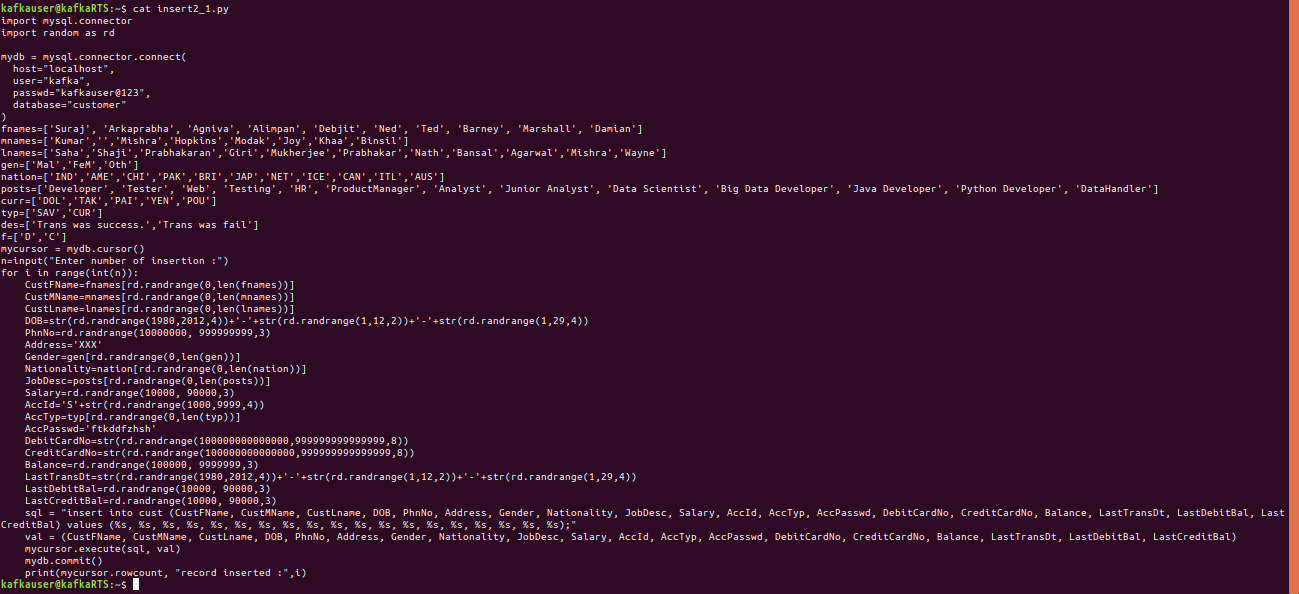 kafkauser@kafkaRTS:~$ cat insert2_1.py
import mysql.connector
import random as rd

mydb = mysql.connector.connect(
  host="localhost",
  user="kafka",
  passwd="kafkauser@123",
  database="customer"
)
fnames=['Suraj', 'Arkaprabha', 'Agniva', 'Alimpan', 'Debjit', 'Ned', 'Ted', 'Barney', 'Marshall', 'Damian']
mnames=['Kumar','','Mishra','Hopkins','Modak','Joy','Khaa','Binsil']
lnames=['Saha','Shaji','Prabhakaran','Giri','Mukherjee','Prabhakar','Nath','Bansal','Agarwal','Mishra','Wayne']
gen=['Mal','FeM','Oth']
nation=['IND','AME','CHI','PAK','BRI','JAP','NET','ICE','CAN','ITL','AUS']
posts=['Developer', 'Tester', 'Web', 'Testing', 'HR', 'ProductManager', 'Analyst', 'Junior Analyst', 'Data Scientist', 'Big Data Developer', 'Java Developer', 'Python Developer', 'DataHandler']
curr=['DOL','TAK','PAI','YEN','POU']
typ=['SAV','CUR']
des=['Trans was success.','Trans was fail']
f=['D','C']
mycursor = mydb.cursor()
n=input("Enter number of insertion :")
for i in range(int(n)):
    CustFName=fnames[rd.randrange(0,len(fnames))]
    CustMName=mnames[rd.randrange(0,len(mnames))]
    CustLname=lnames[rd.randrange(0,len(lnames))]
    DOB=str(rd.randrange(1980,2012,4))+'-'+str(rd.randrange(1,12,2))+'-'+str(rd.randrange(1,29,4))
    PhnNo=rd.randrange(10000000, 999999999,3)
    Address='XXX'
    Gender=gen[rd.randrange(0,len(gen))]
    Nationality=nation[rd.randrange(0,len(nation))]
    JobDesc=posts[rd.randrange(0,len(posts))]
    Salary=rd.randrange(10000, 90000,3)
    AccId='S'+str(rd.randrange(1000,9999,4))
    AccTyp=typ[rd.randrange(0,len(typ))]
    AccPasswd='ftkddfzhsh'
    DebitCardNo=str(rd.randrange(100000000000000,999999999999999,8))
    CreditCardNo=str(rd.randrange(100000000000000,999999999999999,8))
    Balance=rd.randrange(100000, 9999999,3)
    LastTransDt=str(rd.randrange(1980,2012,4))+'-'+str(rd.randrange(1,12,2))+'-'+str(rd.randrange(1,29,4))
    LastDebitBal=rd.randrange(10000, 90000,3)
    LastCreditBal=rd.randrange(10000, 90000,3)
    sql = "insert into cust (CustFName, CustMName, CustLname, DOB, PhnNo, Address, Gender, Nationality, JobDesc, Salary, AccId, AccTyp, AccPasswd, DebitCardNo, CreditCardNo, Balance, LastTransDt, LastDebitBal, Last
CreditBal) values (%s, %s, %s, %s, %s, %s, %s, %s, %s, %s, %s, %s, %s, %s, %s, %s, %s, %s, %s);"
    val = (CustFName, CustMName, CustLname, DOB, PhnNo, Address, Gender, Nationality, JobDesc, Salary, AccId, AccTyp, AccPasswd, DebitCardNo, CreditCardNo, Balance, LastTransDt, LastDebitBal, LastCreditBal)
    mycursor.execute(sql, val)
    mydb.commit()
    print(mycursor.rowcount, "record inserted :",i)
kafkauser@kafkaRTS:~$